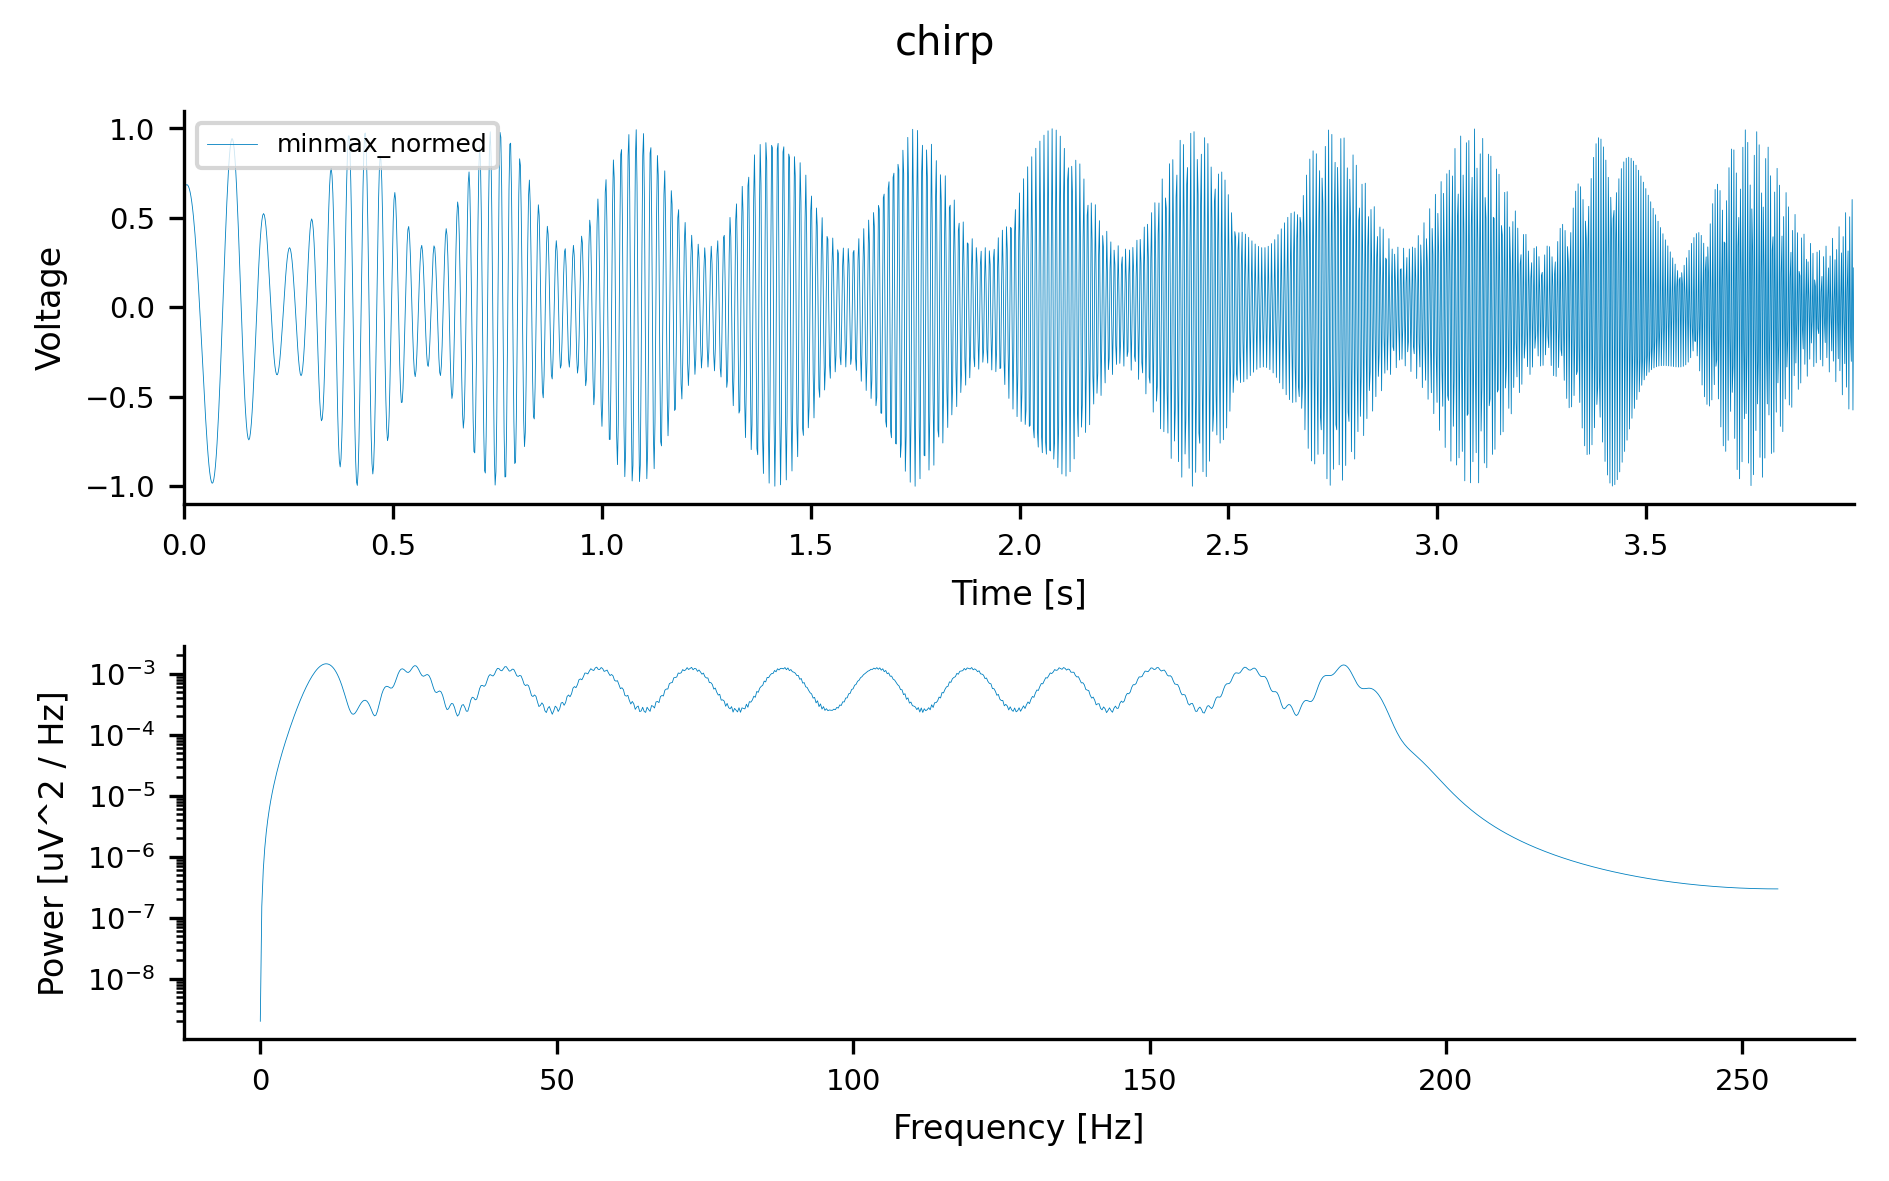 chirp
minmax_normed
Voltage
1.0
0.5
0.0
−0.5
−1.0
0.0 0.5 1.0 1.5 2.0 2.5 3.0 3.5
Time [s]
Power [uV^2 / Hz]
10⁻³
10⁻⁴
10⁻⁵
10⁻⁶
10⁻⁷
10⁻⁸
0 50 100 150 200 250
Frequency [Hz]